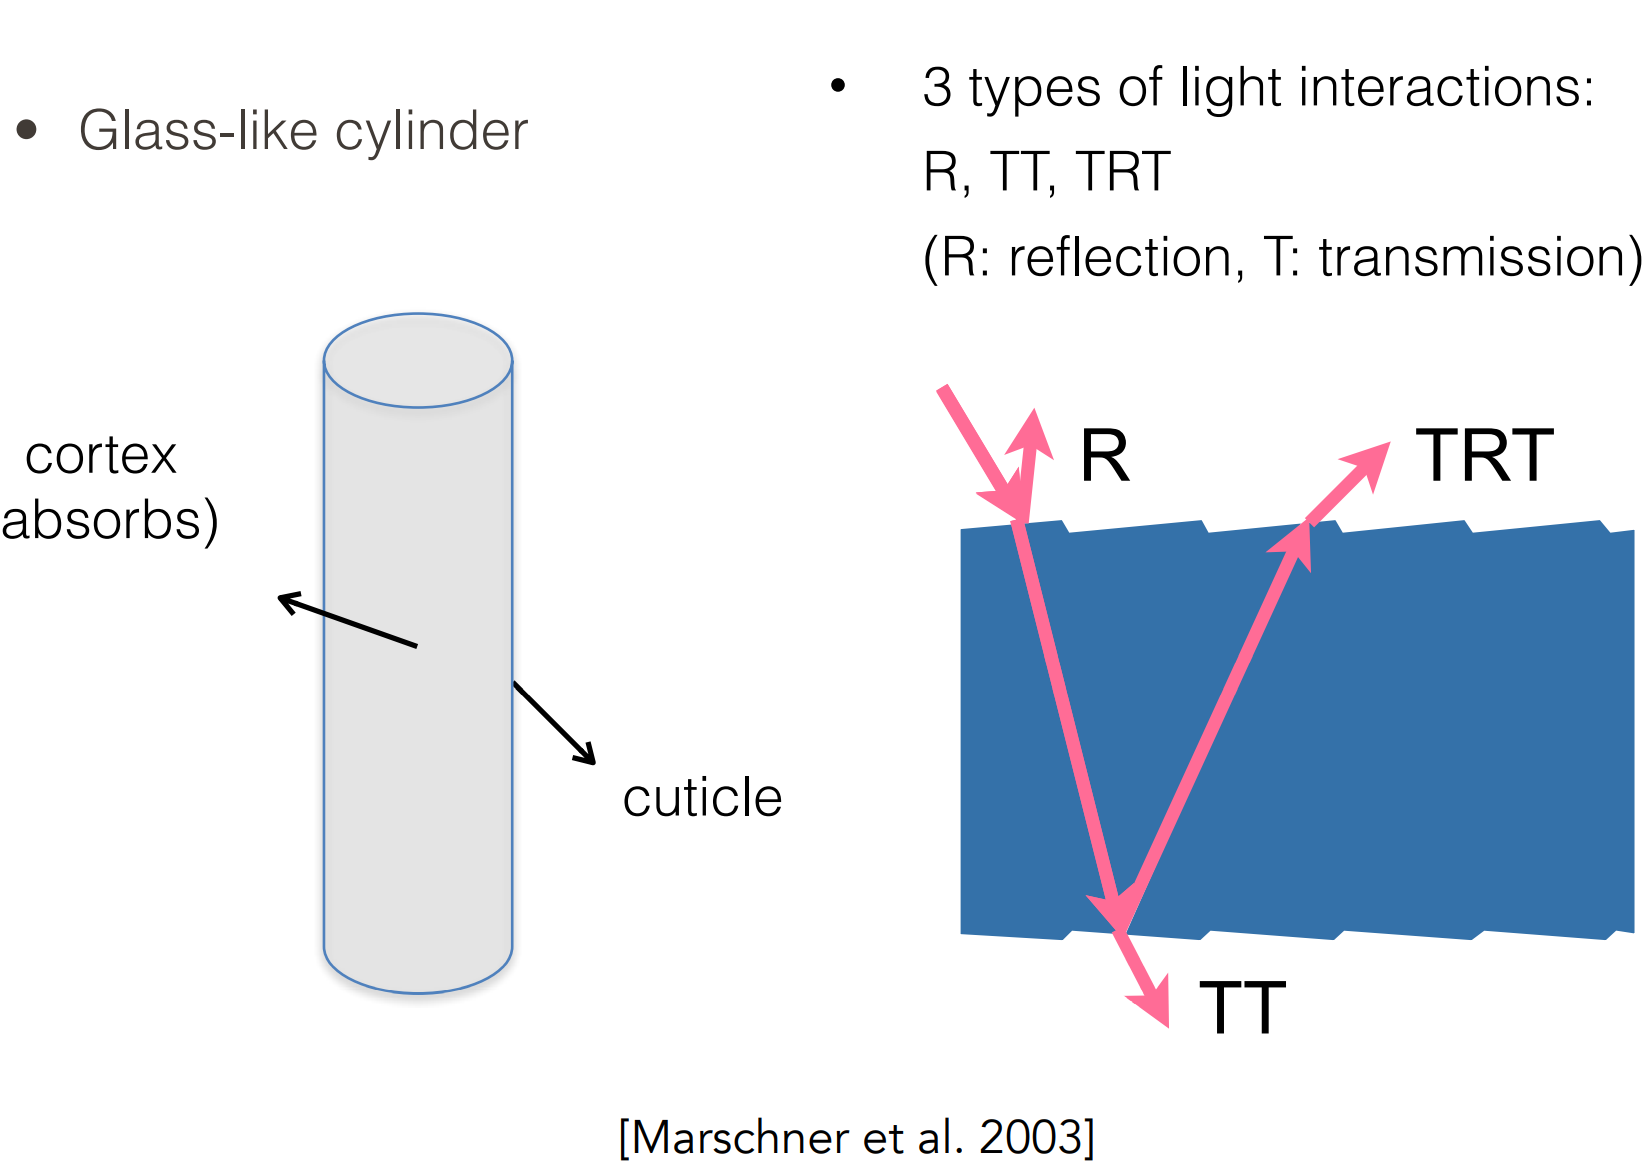 • Glass-like cylinder
cortex
absorbs)
cuticle
• 3 types of light interactions:
R, TT, TRT
(R: reflection, T: transmission)
R
TRT
TT
[Marschner et al. 2003]